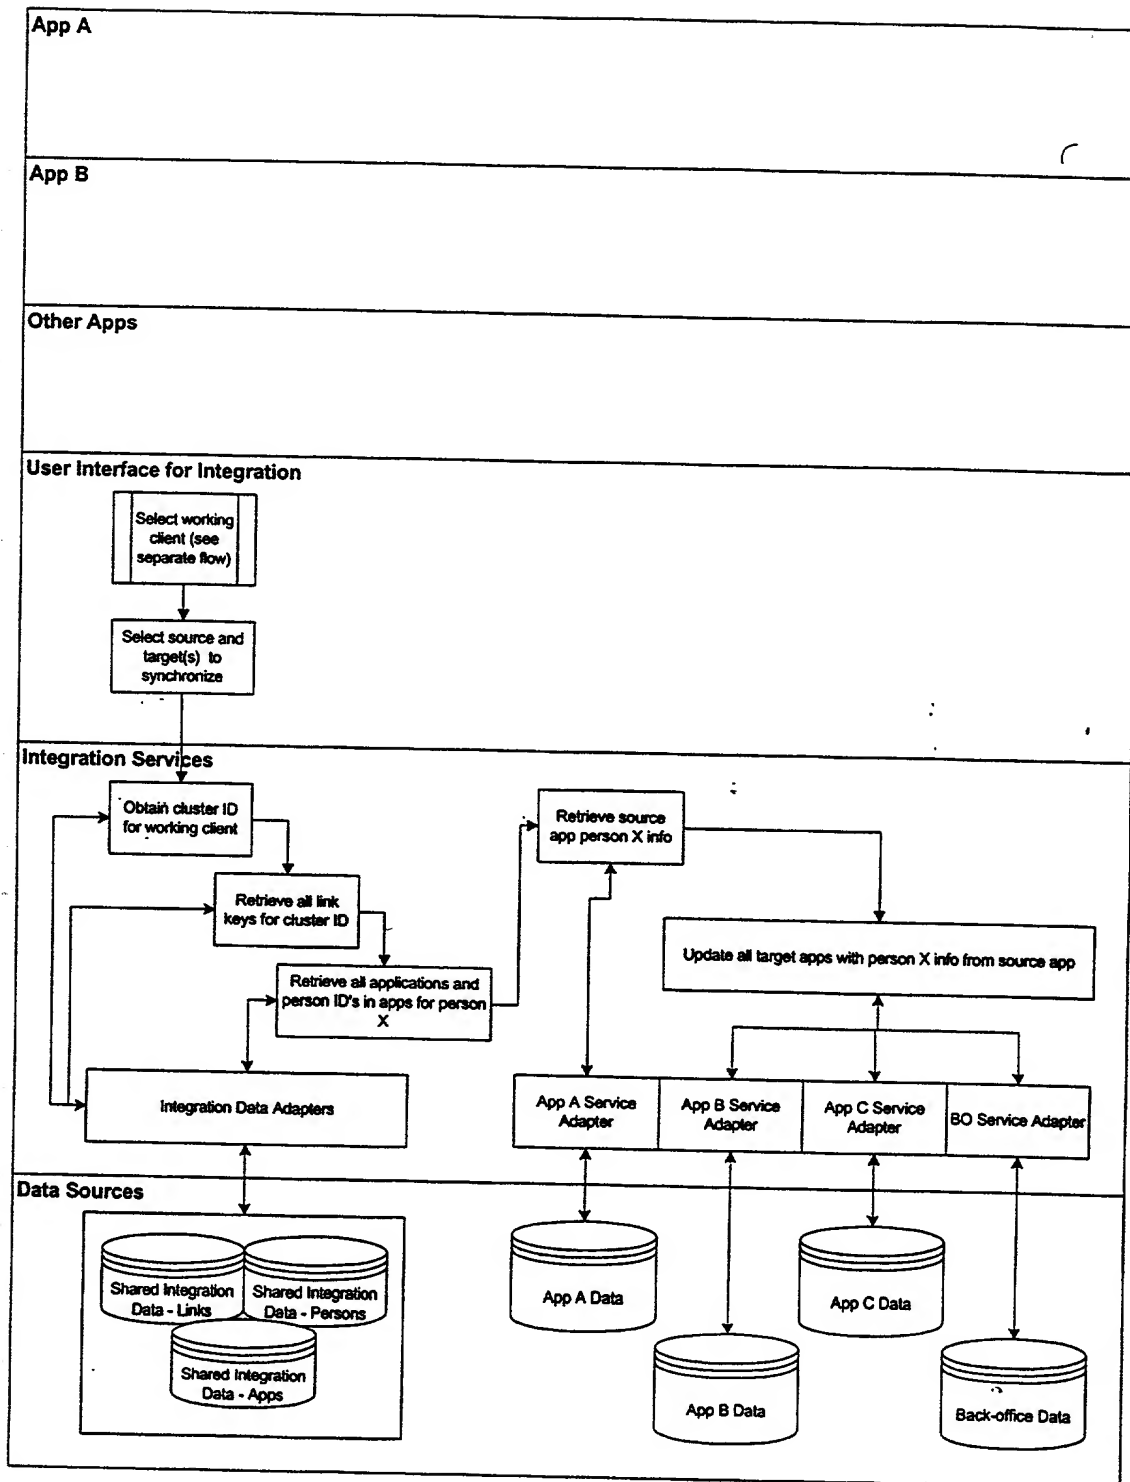 App A
App B
Other Apps
User Interface for Integration
Select working
client (see
separate flow)
Select source and
target(s) to
synchronize
Integration Services
Obtain cluster ID
for working client
Retrieve source
app person X info
Retrieve all link
keys for cluster ID
Update all target apps with person X info from source app
Retrieve all applications and
person ID's in apps for person
X
Integration Data Adapters
App A Service
Adapter
App B Service
Adapter
App C Service
Adapter
BO Service Adapter
Data Sources
Shared Integration
Data - Links
Shared Integration
Data - Persons
Shared Integration
Data - Apps
App A Data
App C Data
App B Data
Back-office Data